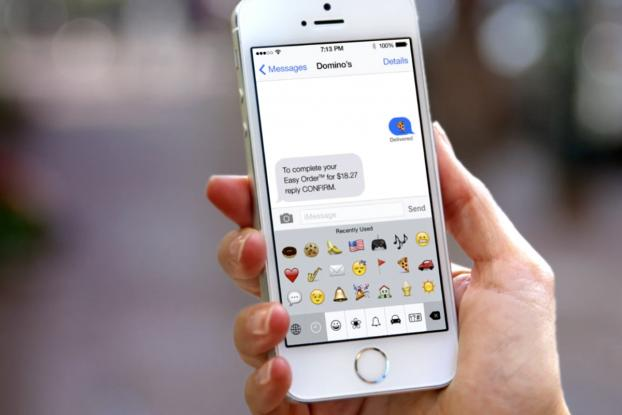 7:13 PM
100%
Messages
Domino's
Details
Delivered
To complete your
Easy Order™ for $18.27
reply CONFIRM.
iMessage
Send
Recently Used